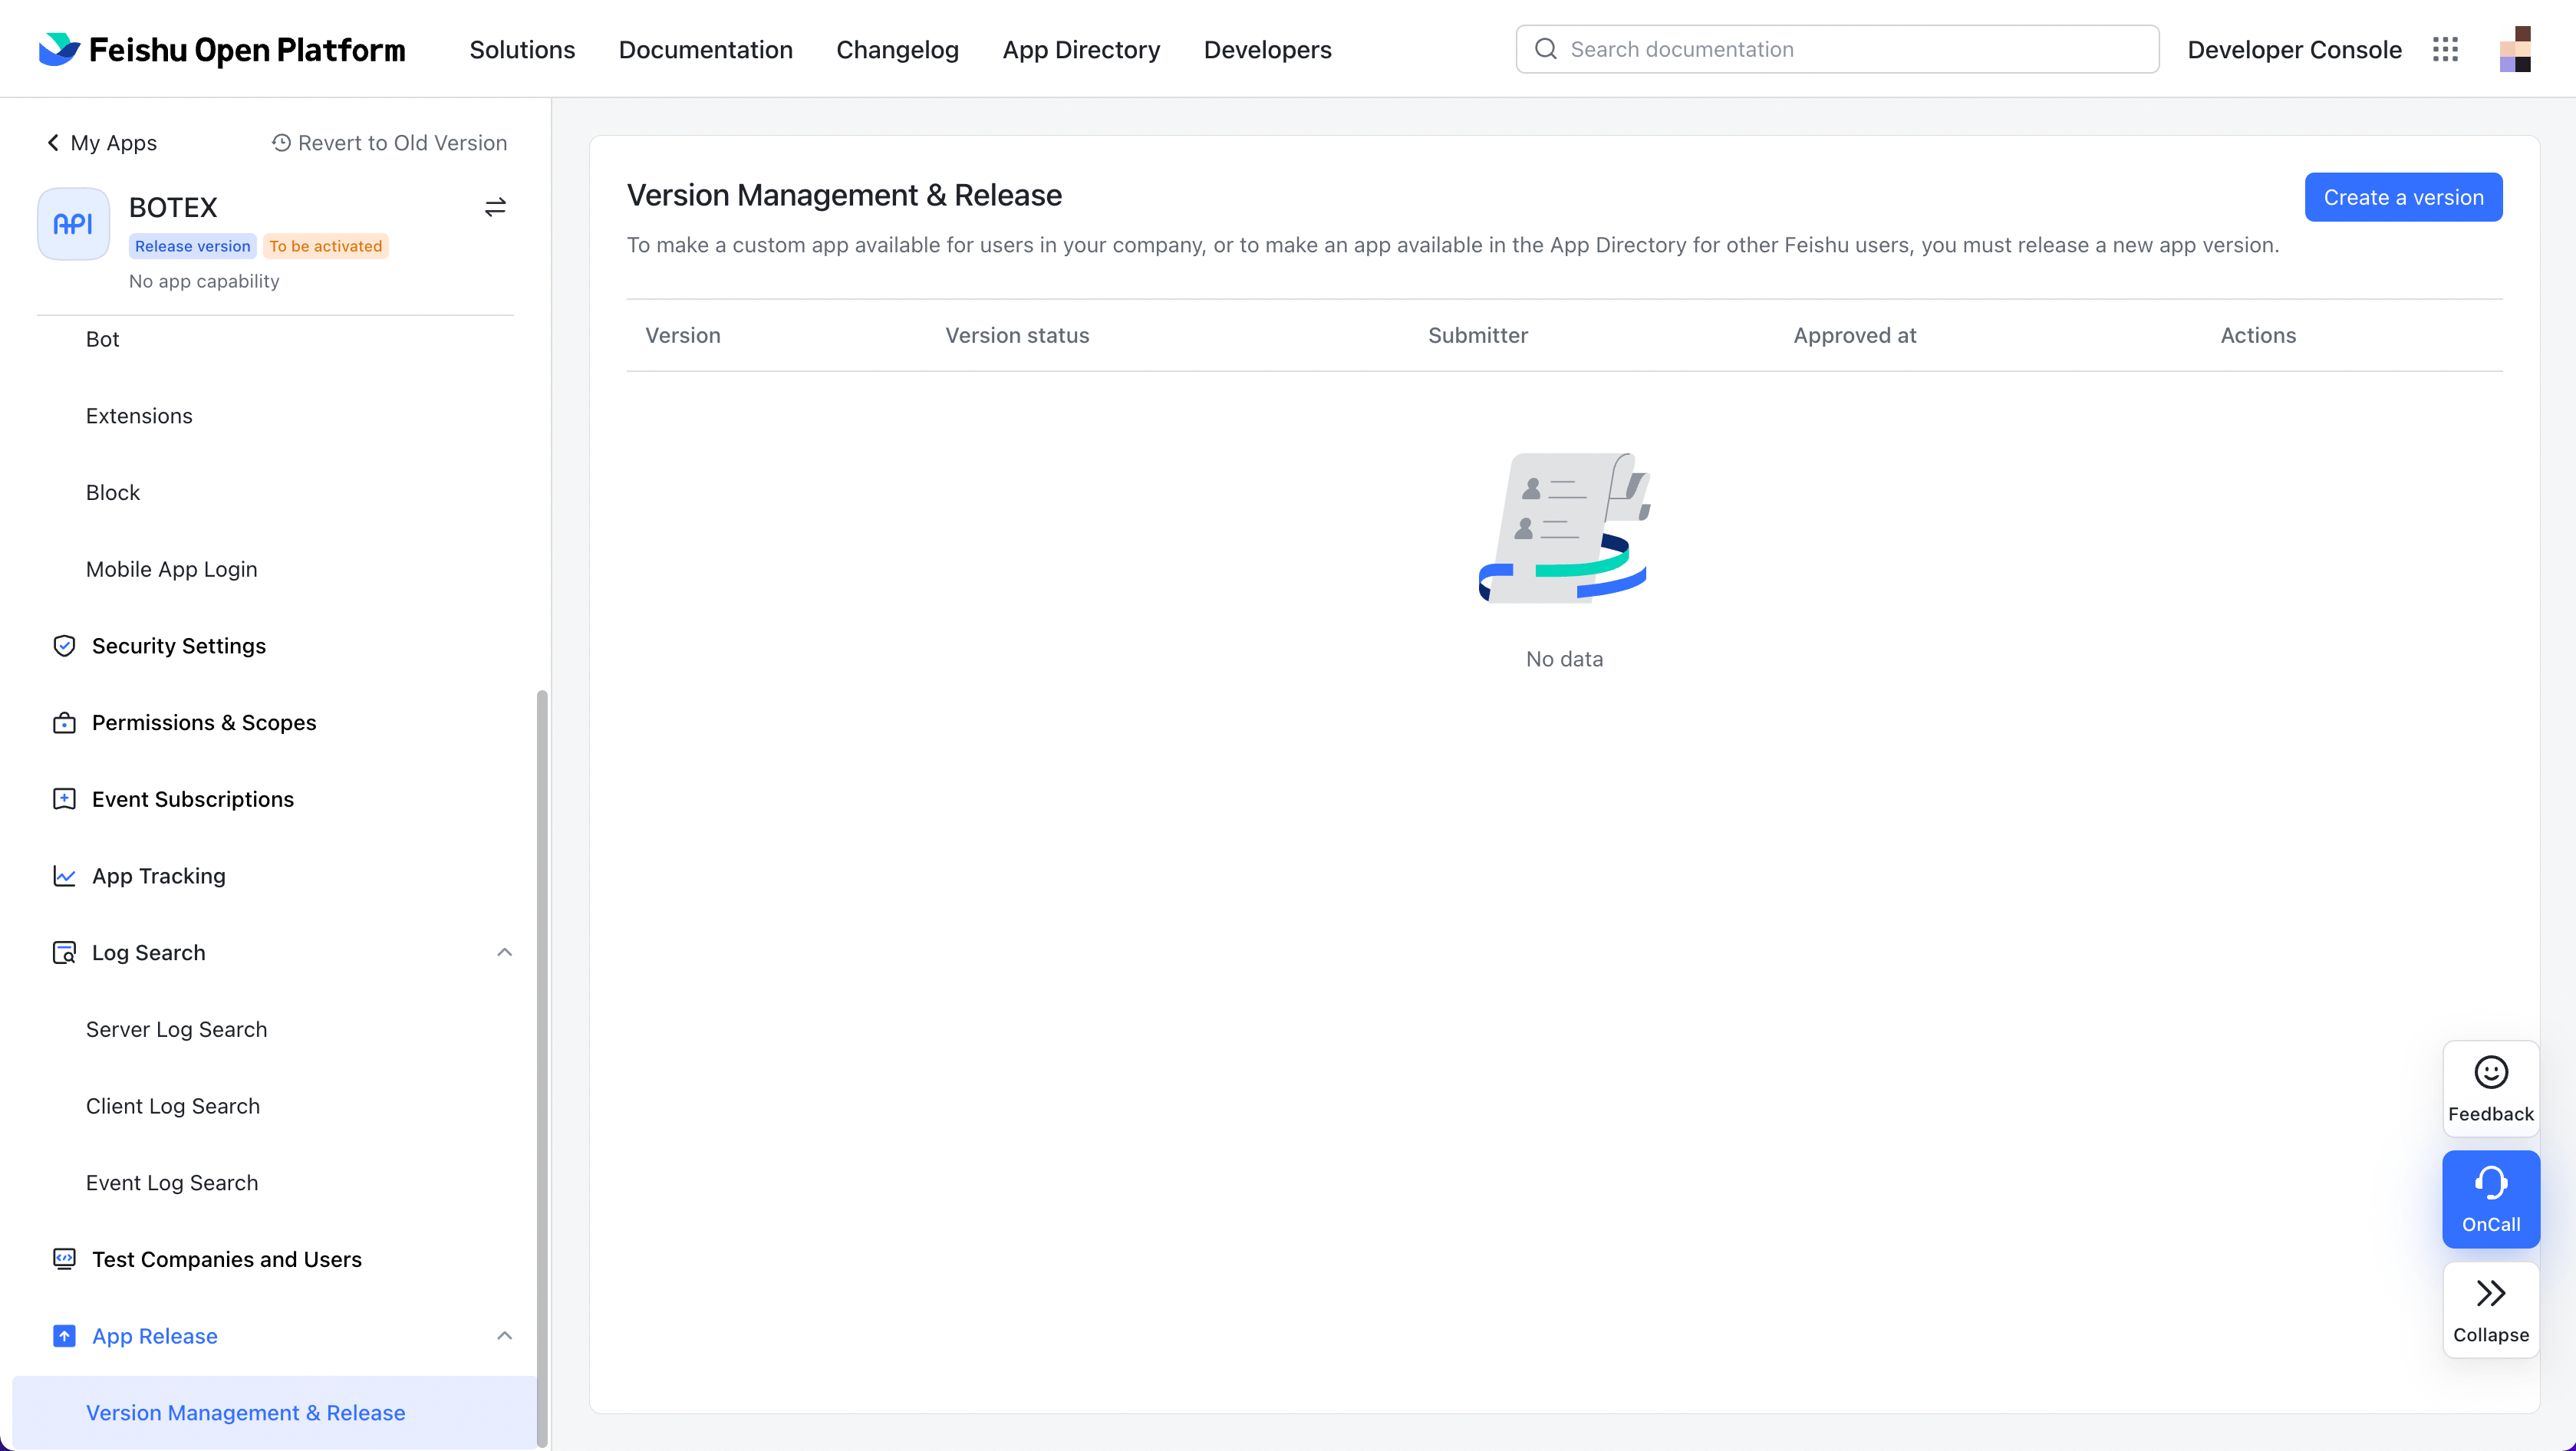 Feishu Open Platform
Solutions
Documentation
Changelog
App Directory
Developers
Search documentation
Developer Console
My Apps
Revert to Old Version
API
BOTEX
Release version
To be activated
No app capability
Bot
Extensions
Block
Mobile App Login
Security Settings
Permissions & Scopes
Event Subscriptions
App Tracking
Log Search
Server Log Search
Client Log Search
Event Log Search
Test Companies and Users
App Release
Version Management & Release
Version Management & Release
Create a version
To make a custom app available for users in your company, or to make an app available in the App Directory for other Feishu users, you must release a new app version.
Version
Version status
Submitter
Approved at
Actions
No data
Feedback
OnCall
Collapse